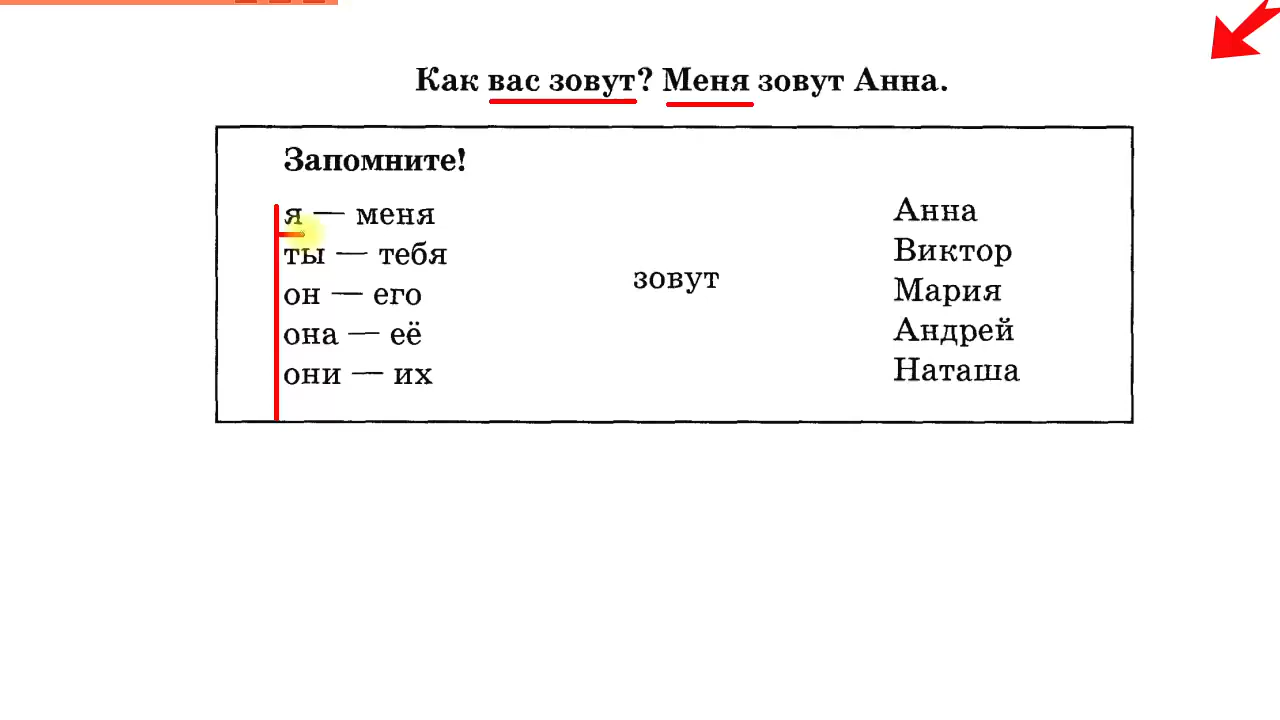 Как вас зовут? Меня зовут Анна.
Запомните!
я — меня
ты — тебя
он — его
она — её
они — их
зовут
Анна
Виктор
Мария
Андрей
Наташа